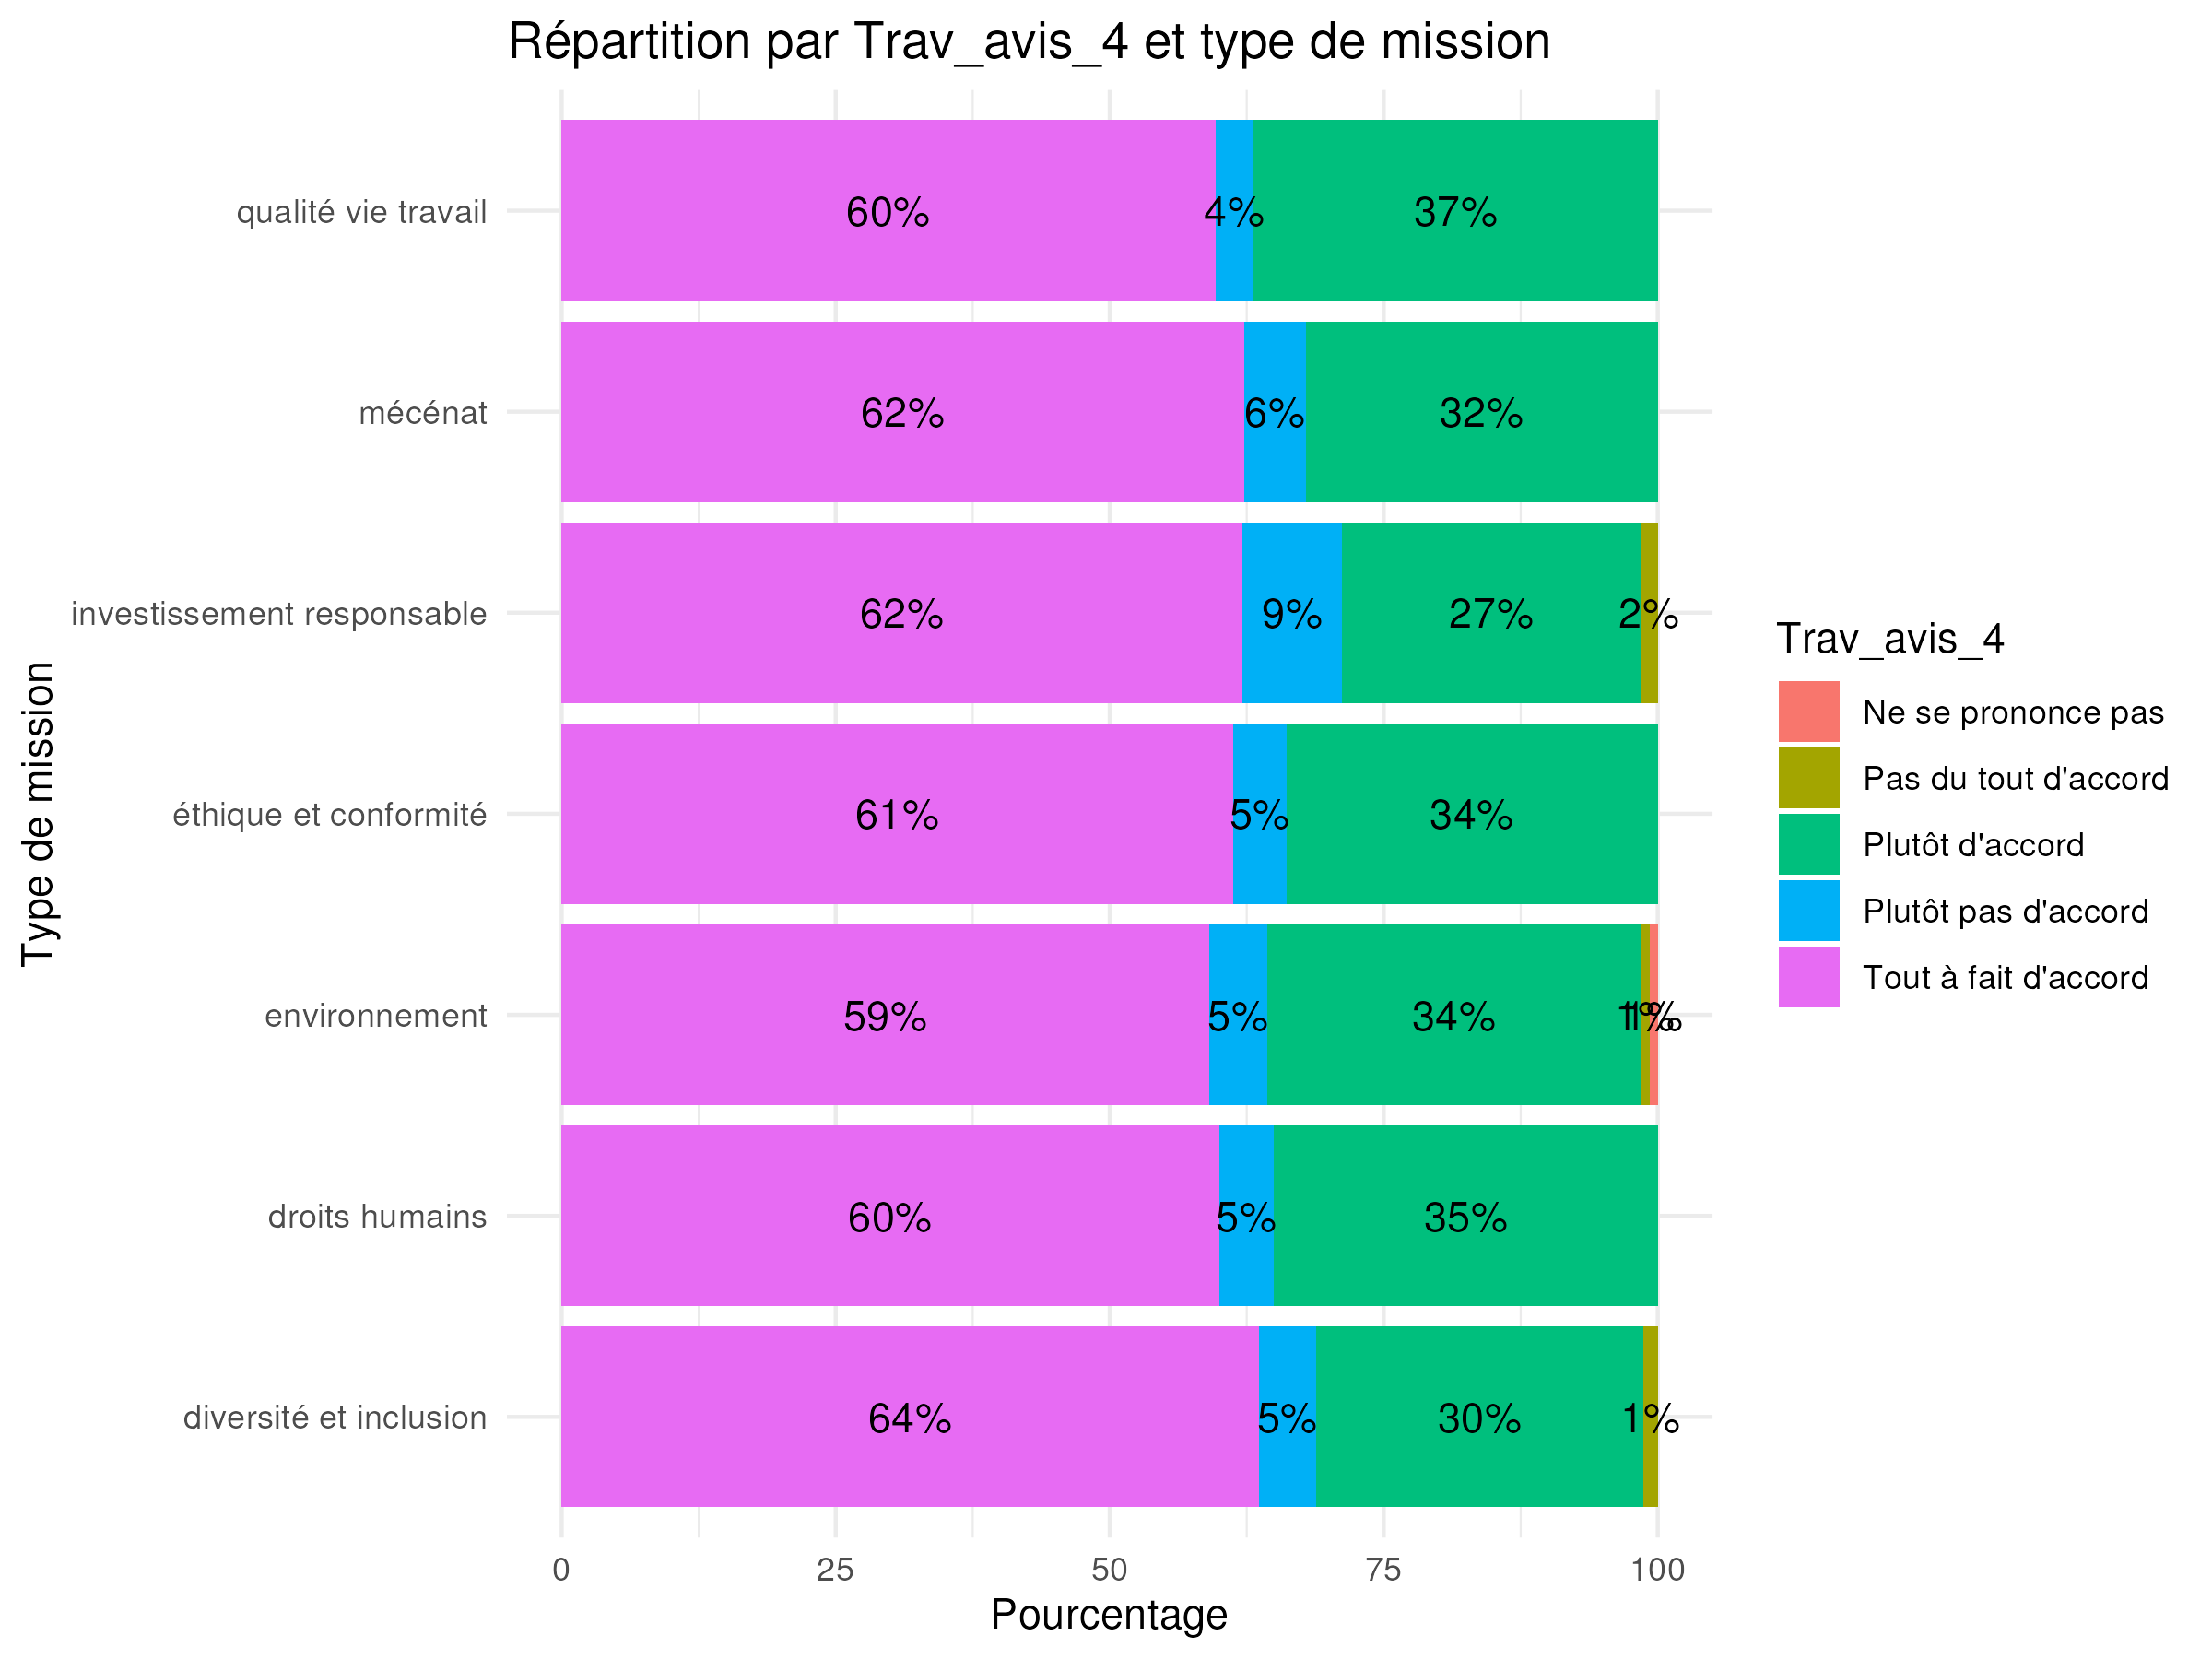 Répartition par Trav_avis_4 et type de mission
Type de mission
qualité vie travail
60% 4% 37%
mécénat
62% 6% 32%
investissement responsable
62% 9% 27% 2%
éthique et conformité
61% 5% 34%
environnement
59% 5% 34% 1% 1%
droits humains
60% 5% 35%
diversité et inclusion
64% 5% 30% 1%
0 25 50 75 100
Pourcentage
Trav_avis_4
Ne se prononce pas
Pas du tout d'accord
Plutôt d'accord
Plutôt pas d'accord
Tout à fait d'accord